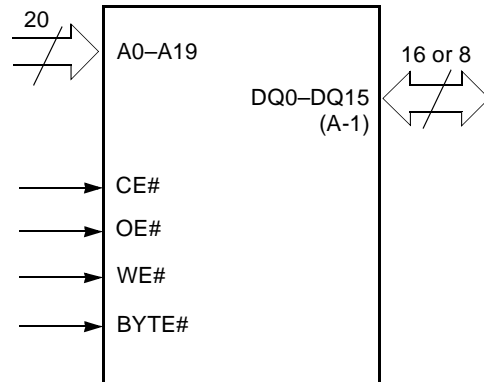 20
A0–A19
16 or 8
DQ0–DQ15
(A-1)
CE#
OE#
WE#
BYTE#